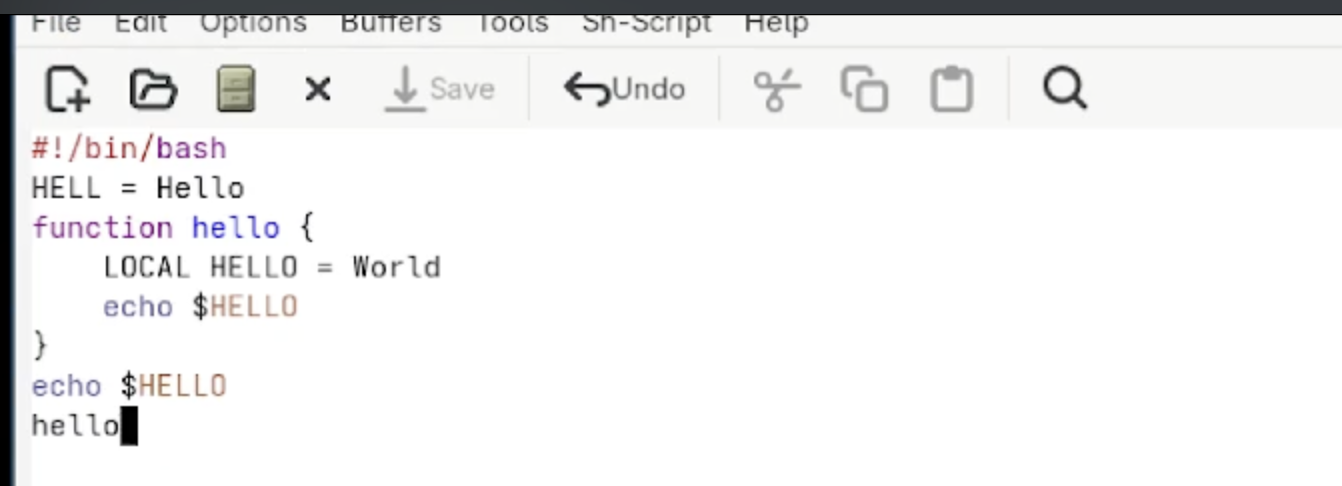 File Edit Options Buffers Tools Sh-Script Help
Save Undo
#!/bin/bash
HELL = Hello
function hello {
    LOCAL HELLO = World
    echo $HELLO
}
echo $HELLO
hello